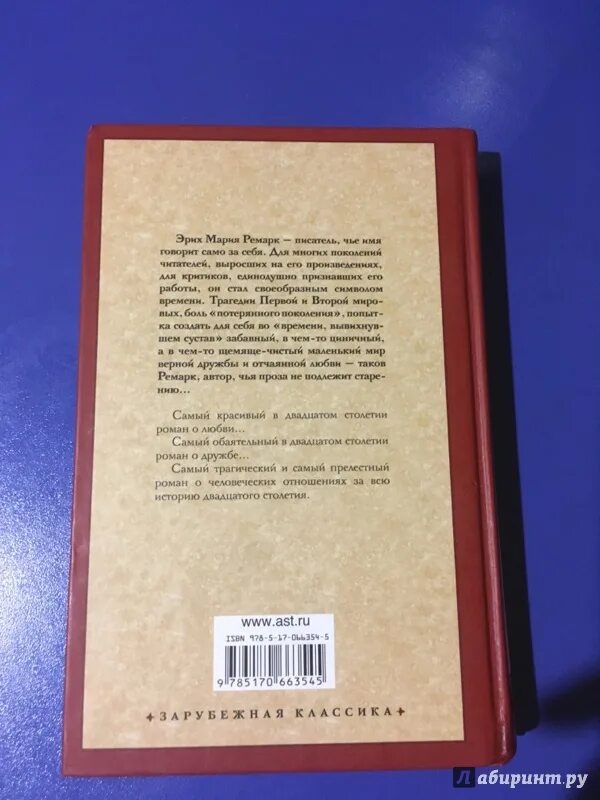 Эрих Мария Ремарк — писатель, чье имя
говорит само за себя. Для многих поколений
читателей, выросших на его произведениях,
для критиков, единодушно признавших его
работы, он стал своеобразным символом
времени. Трагедии Первой и Второй миро-
вых, боль «потерянного поколения», попыт-
ка создать для себя во «времени, вывихнув-
шем сустав» забавный, в чем-то циничный,
а в чем-то щемяще-чистый маленький мир
верной дружбы и отчаянной любви — таков
Ремарк, автор, чья проза не подлежит старе-
нию...
Самый красивый в двадцатом столетии
роман о любви...
Самый обаятельный в двадцатом столетии
роман о дружбе...
Самый трагический и самый прелестный
роман о человеческих отношениях за всю
историю двадцатого столетия.
www.ast.ru
ISBN 978-5-17-066354-5
9 785170 663545
ЗАРУБЕЖНАЯ КЛАССИКА
Лабиринт.ру